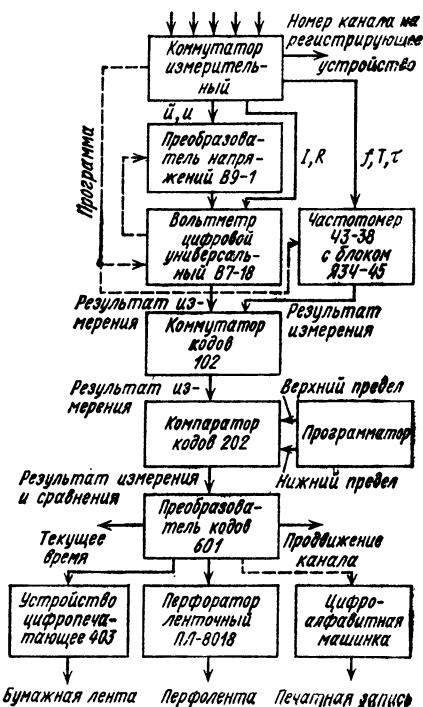 Номер канала на
регистрирующее
устройство
Коммутатор
измеритель-
ный
Программа
ӣ, и
Преобразова-
тель напря-
жений В9-1
I, R
f, T, τ
Вольтметр
цифровой
универсаль-
ный В7-18
Частотомер
Ч3-38
с блоком
Я3Ч-45
Результат из-
мерения
Результат
измерения
Коммутатор
кодов
102
Результат из-
мерения
Верхний предел
Компаратор
кодов 202
Программатор
Нижний предел
Результат измерения
и сравнения
Преобразова-
тель кодов
601
Текущее
время
Продвижение
канала
Устройство
цифропеча-
тающее 403
Перфоратор
ленточный
ПЛ-8018
Цифро-
алфавитная
машинка
Бумажная лента
Перфолента
Печатная запись